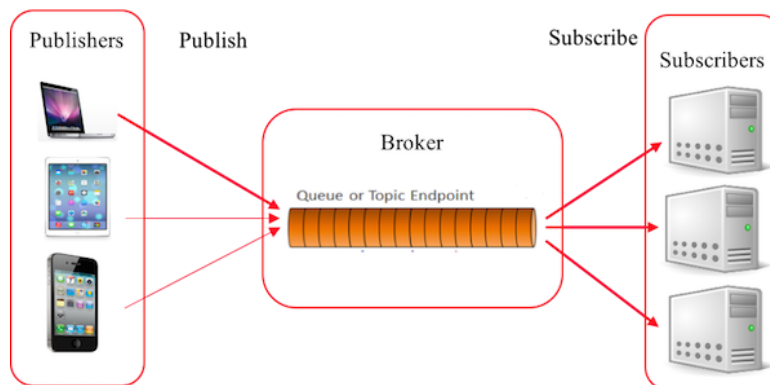 Publishers
Publish
Subscribe
Subscribers
Broker
Queue or Topic Endpoint